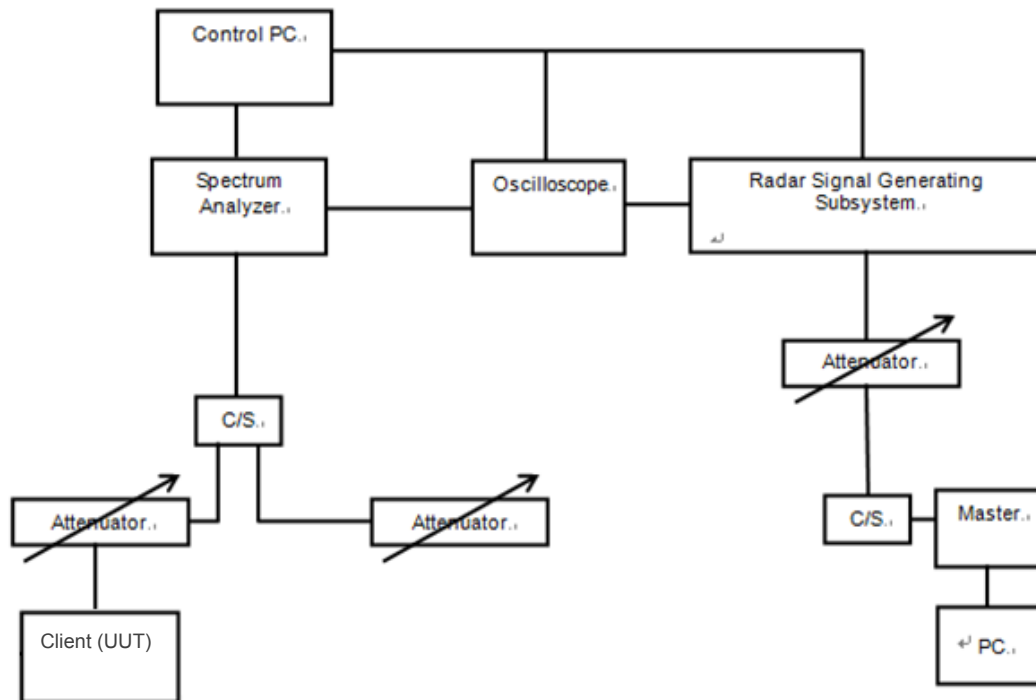 Control PC.
Spectrum
Analyzer.
Oscilloscope.
Radar Signal Generating
Subsystem.
Attenuator.
C/S.
Attenuator.
Attenuator.
C/S.
Master.
Client (UUT)
PC.